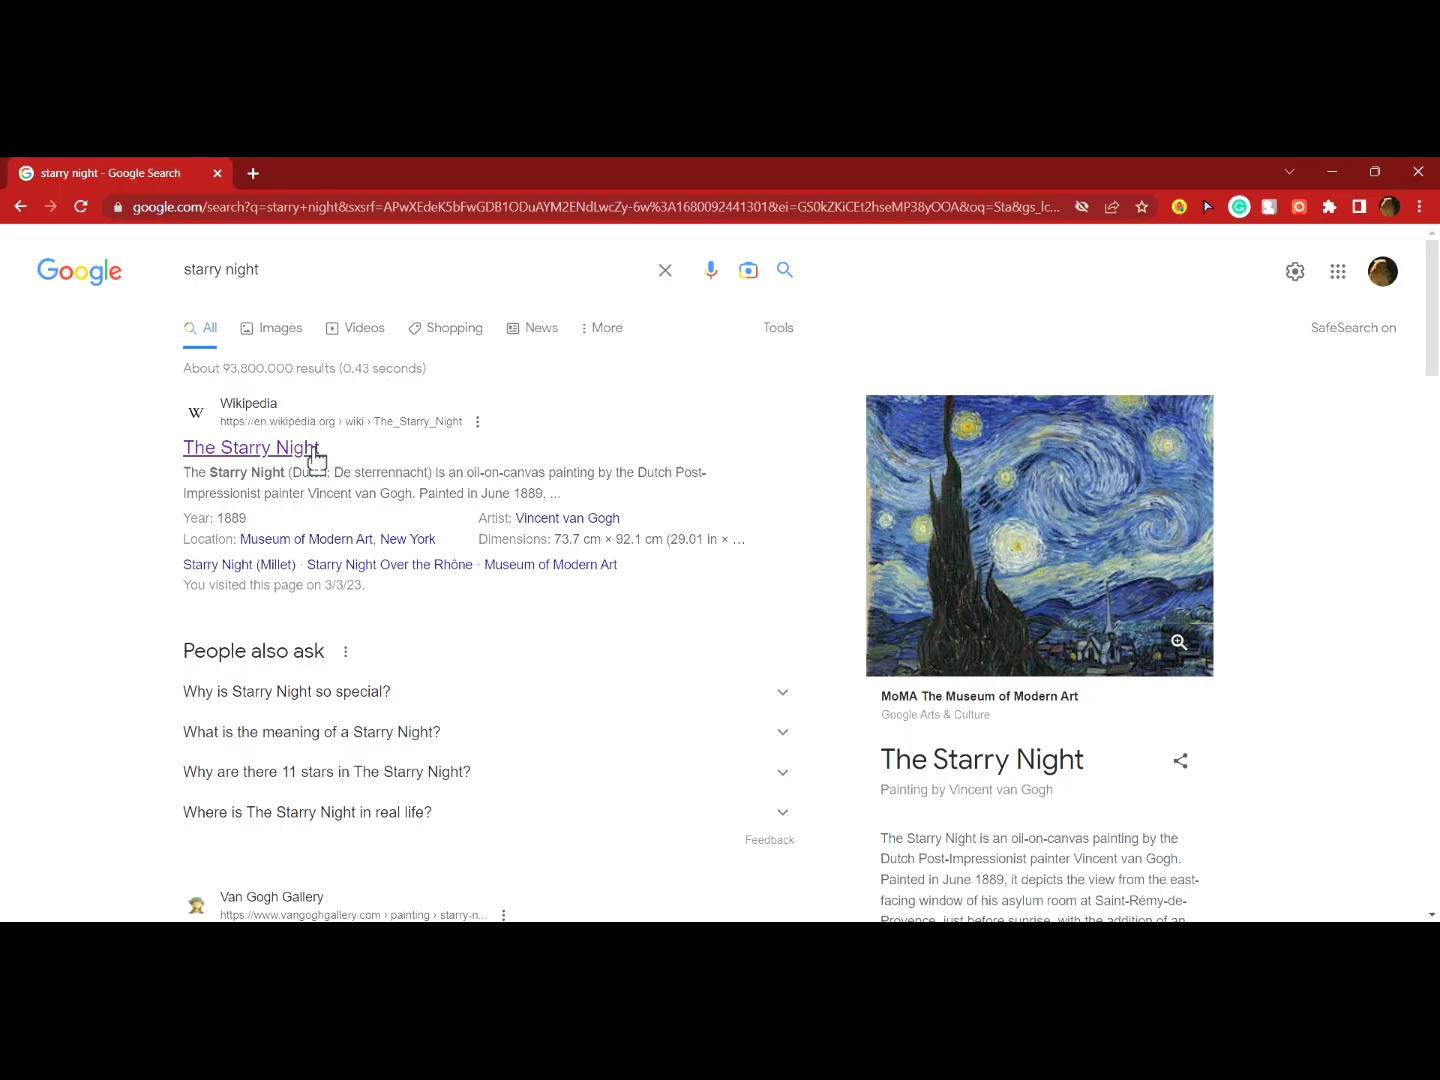 starry night - Google Search
google.com/search?q=starry+night&sxsrf=APwXEdeK5bFwGDB1ODuAYM2ENdLwcZy-6w%3A1680092441301&ei=GS0kZKiCEt2hseMP38yOOA&oq=Sta&gs_lc...
Google
starry night
All Images Videos Shopping News More Tools SafeSearch on
About 93,800,000 results (0.43 seconds)
W Wikipedia
https://en.wikipedia.org › wiki › The_Starry_Night
The Starry Night
The Starry Night (Dutch: De sterrennacht) is an oil-on-canvas painting by the Dutch Post-
Impressionist painter Vincent van Gogh. Painted in June 1889, ...
Year: 1889 Artist: Vincent van Gogh
Location: Museum of Modern Art, New York Dimensions: 73.7 cm × 92.1 cm (29.01 in × ...
Starry Night (Millet) · Starry Night Over the Rhône · Museum of Modern Art
You visited this page on 3/3/23.
People also ask
Why is Starry Night so special?
What is the meaning of a Starry Night?
Why are there 11 stars in The Starry Night?
Where is The Starry Night in real life?
Feedback
Van Gogh Gallery
https://www.vangoghgallery.com › painting › starry-n...
MoMA The Museum of Modern Art
Google Arts & Culture
The Starry Night
Painting by Vincent van Gogh
The Starry Night is an oil-on-canvas painting by the
Dutch Post-Impressionist painter Vincent van Gogh.
Painted in June 1889, it depicts the view from the east-
facing window of his asylum room at Saint-Rémy-de-
Provence, just before sunrise, with the addition of an